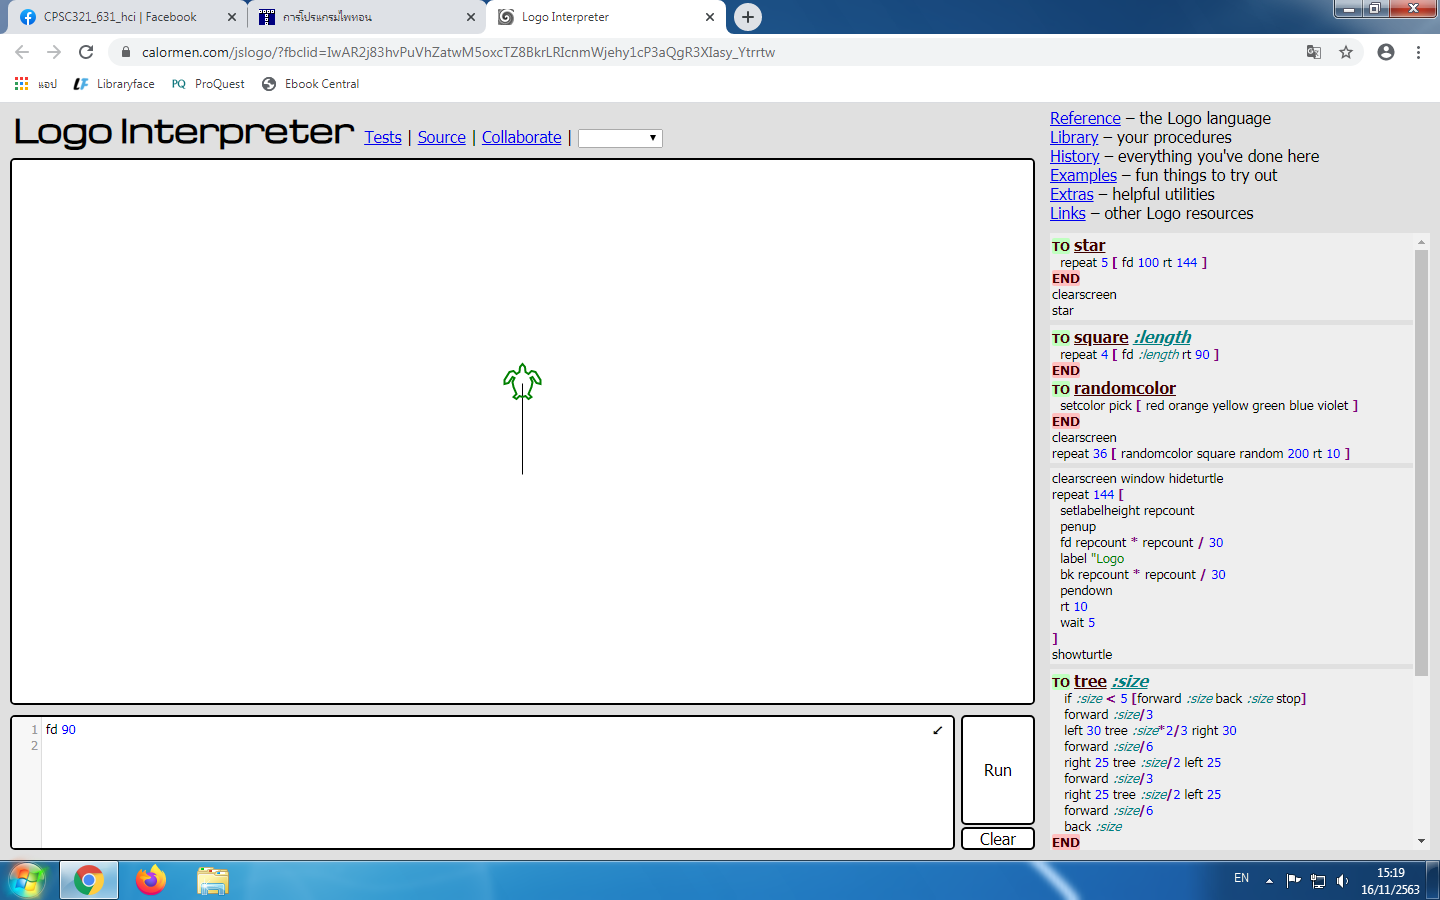 CPSC321_631_hci | Facebook
การโปรแกรมไพทอน
Logo Interpreter
calormen.com/jslogo/?fbclid=IwAR2j83hvPuVhZatwM5oxcTZ8BkrLRIcnmWjehy1cP3aQgR3XIasy_Ytrrtw
แอป
Libraryface
PQ ProQuest
Ebook Central
Logo Interpreter
Tests | Source | Collaborate |
Reference – the Logo language
Library – your procedures
History – everything you've done here
Examples – fun things to try out
Extras – helpful utilities
Links – other Logo resources
TO star
repeat 5 [ fd 100 rt 144 ]
END
clearscreen
star
TO square :length
repeat 4 [ fd :length rt 90 ]
END
TO randomcolor
setcolor pick [ red orange yellow green blue violet ]
END
clearscreen
repeat 36 [ randomcolor square random 200 rt 10 ]
clearscreen window hideturtle
repeat 144 [
setlabelheight repcount
penup
fd repcount * repcount / 30
label "Logo
bk repcount * repcount / 30
pendown
rt 10
wait 5
]
showturtle
TO tree :size
if :size < 5 [forward :size back :size stop]
forward :size/3
left 30 tree :size*2/3 right 30
forward :size/6
right 25 tree :size/2 left 25
forward :size/3
right 25 tree :size/2 left 25
forward :size/6
back :size
END
1 fd 90
2
Run
Clear
EN
15:19
16/11/2563